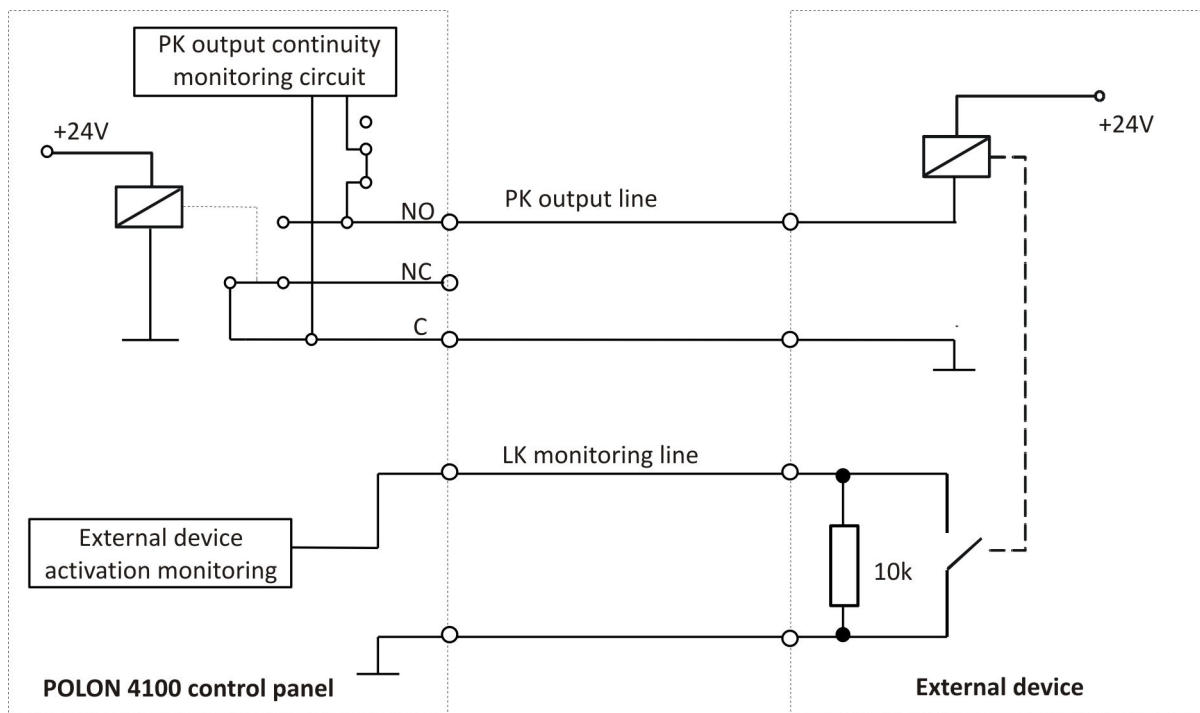 PK output continuity
monitoring circuit
+24V
+24V
NO
PK output line
NC
C
LK monitoring line
External device
activation monitoring
10k
POLON 4100 control panel
External device